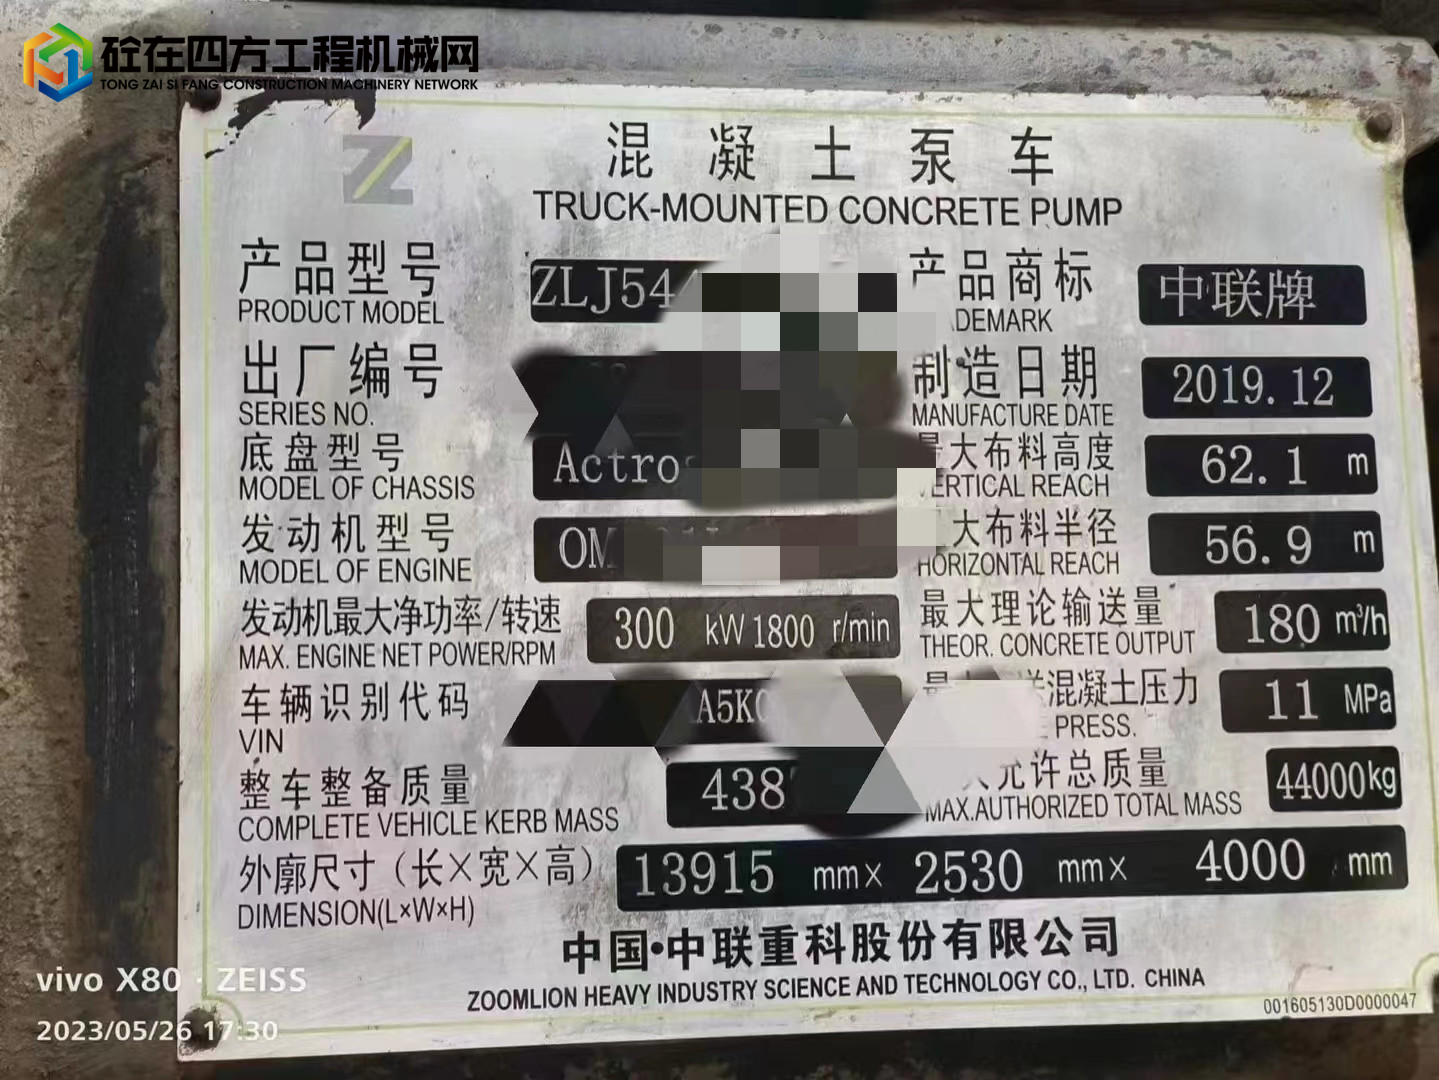 砼在四方工程机械网
TONG ZAI SI FANG CONSTRUCTION MACHINERY NETWORK
混凝土泵车
TRUCK-MOUNTED CONCRETE PUMP
产品型号 ZLJ54 产品商标 中联牌
PRODUCT MODEL DEMARK
出厂编号 制造日期 2019.12
SERIES NO. MANUFACTURE DATE
底盘型号 Actro 最大布料高度 62.1 m
MODEL OF CHASSIS VERTICAL REACH
发动机型号 OM 大布料半径 56.9 m
MODEL OF ENGINE HORIZONTAL REACH
发动机最大净功率/转速 300 kW 1800 r/min 最大理论输送量 180 m³/h
MAX. ENGINE NET POWER/RPM THEOR. CONCRETE OUTPUT
车辆识别代码 A5K 混凝土压力 11 MPa
VIN PRESS.
整车整备质量 438 允许总质量 44000kg
COMPLETE VEHICLE KERB MASS MAX.AUTHORIZED TOTAL MASS
外廓尺寸(长×宽×高) 13915 mm× 2530 mm× 4000 mm
DIMENSION(L×W×H)
中国·中联重科股份有限公司
ZOOMLION HEAVY INDUSTRY SCIENCE AND TECHNOLOGY CO., LTD. CHINA
001605130D0000047
vivo X80 · ZEISS
2023/05/26 17:30